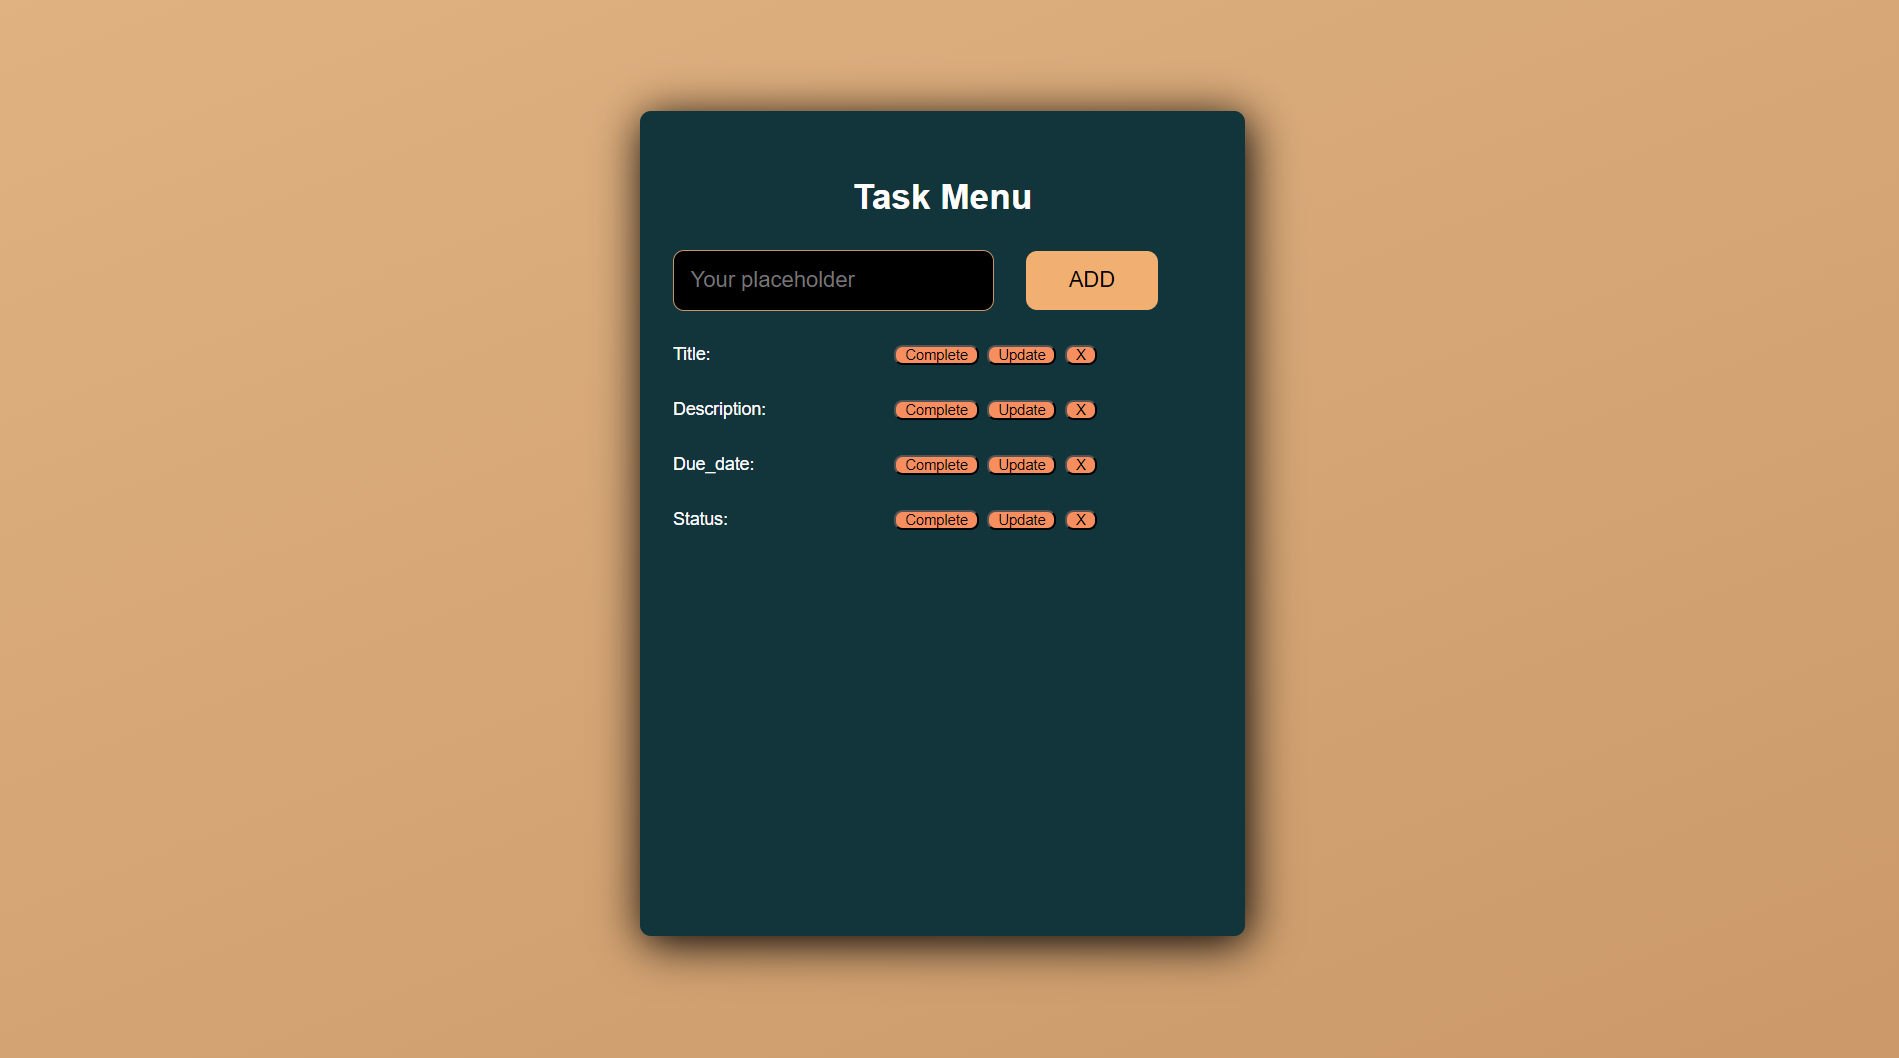 Task Menu
Your placeholder ADD
Title: Complete Update X
Description: Complete Update X
Due_date: Complete Update X
Status: Complete Update X